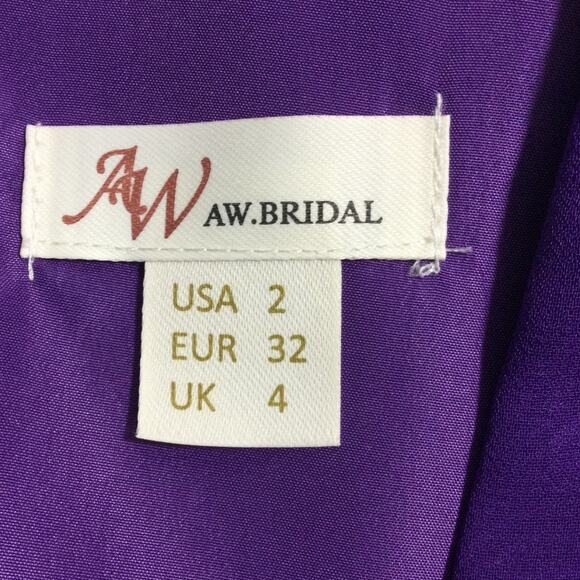 AW AW.BRIDAL
USA 2
EUR 32
UK 4